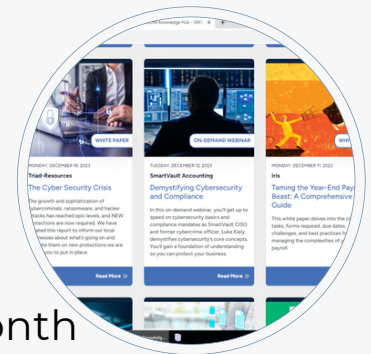 Knowledge Hub -
WHITE PAPER
MONDAY, DECEMBER 18, 2023
Triad-Resources
The Cyber Security Crisis
The growth and sophistication of
cybercriminals, ransomware, and hacker
attacks has reached epic levels, and NEW
protections are now required. We have
this report to inform our local
about what's going on and
them on new protections we are
you to put in place.
Read More »
ON-DEMAND WEBINAR
TUESDAY, DECEMBER 12, 2023
SmartVault Accounting
Demystifying Cybersecurity
and Compliance
In this on-demand webinar, you'll get up to
speed on cybersecurity basics and
compliance mandates as SmartVault CISO
and former cybercrime officer, Luke Kiely,
demystifies cybersecurity's core concepts.
You'll gain a foundation of understanding
so you can protect your business.
Read More »
MONDAY, DECEMBER 11, 2023
Iris
Taming the Year-End Pay
Beast: A Comprehensive
Guide
This white paper delves into the
tasks, forms required, due dates,
challenges, and best practices
managing the complexities of
payroll.
Read More
onth